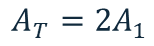 A_T = 2A_1